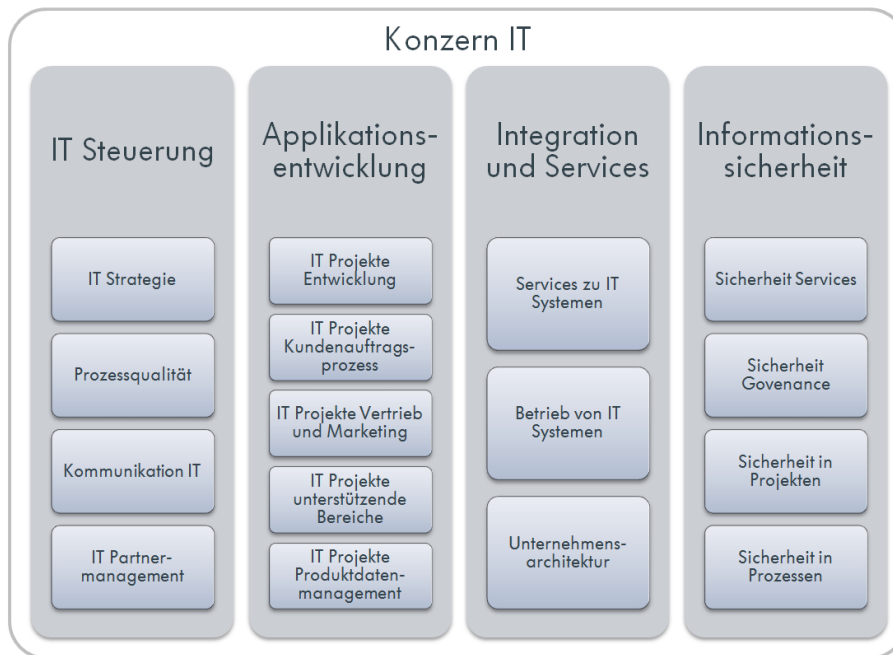 Konzern IT
IT Steuerung
IT Strategie
Prozessqualität
Kommunikation IT
IT Partner-
management
Applikations-
entwicklung
IT Projekte
Entwicklung
IT Projekte
Kundenauftrags-
prozess
IT Projekte Vertrieb
und Marketing
IT Projekte
unterstützende
Bereiche
IT Projekte
Produktdaten-
management
Integration
und Services
Services zu IT
Systemen
Betrieb von IT
Systemen
Unternehmens-
architektur
Informations-
sicherheit
Sicherheit Services
Sicherheit
Govenance
Sicherheit in
Projekten
Sicherheit in
Prozessen